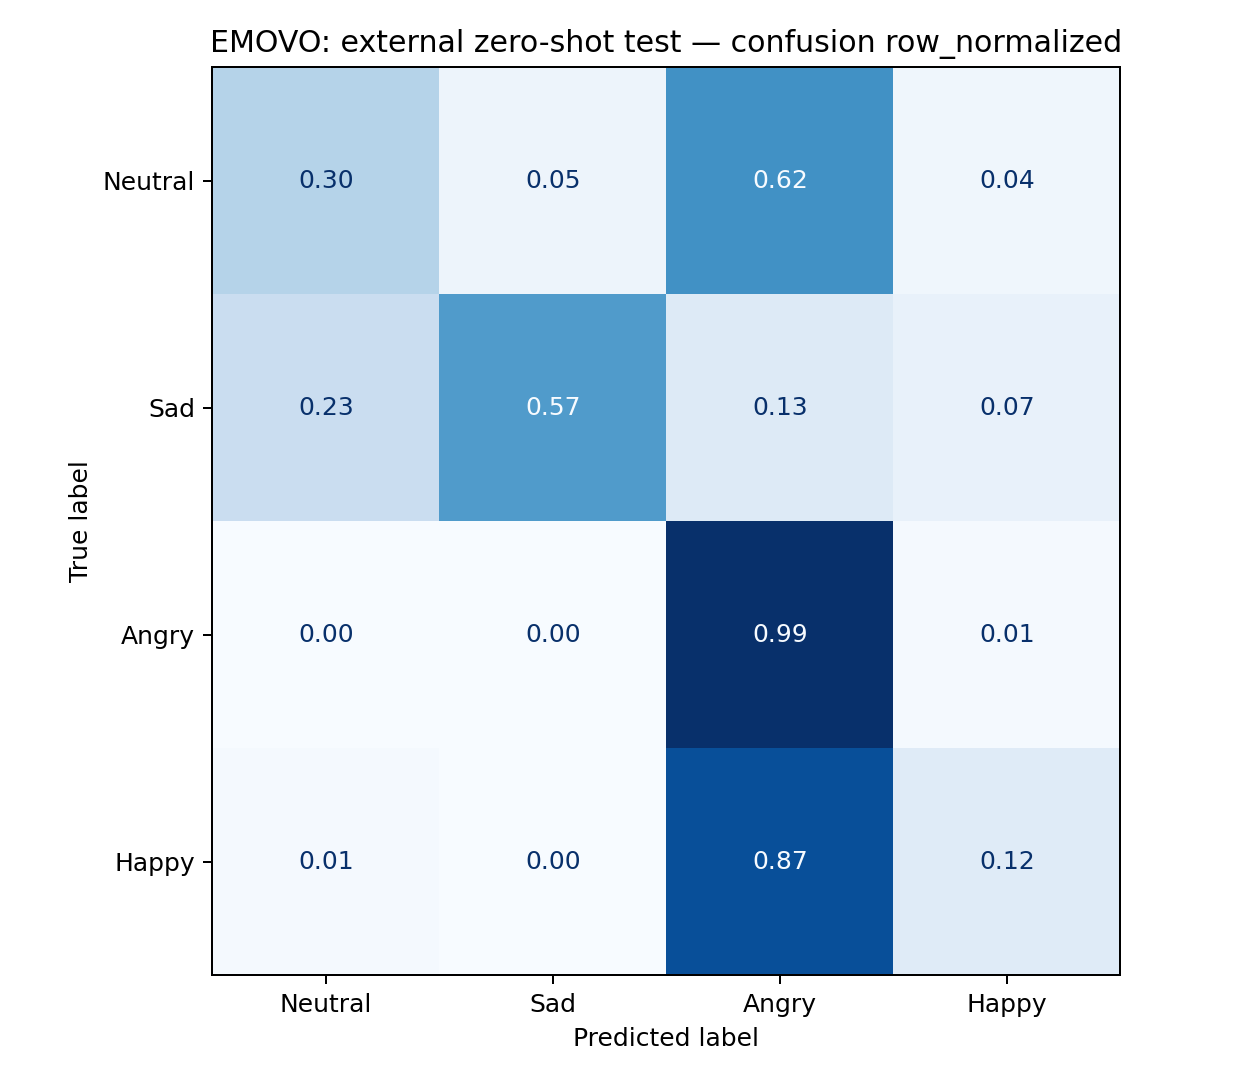 EMOVO: external zero-shot test — confusion row_normalized
Neutral 0.30 0.05 0.62 0.04
Sad 0.23 0.57 0.13 0.07
True label
Angry 0.00 0.00 0.99 0.01
Happy 0.01 0.00 0.87 0.12
Neutral Sad Angry Happy
Predicted label